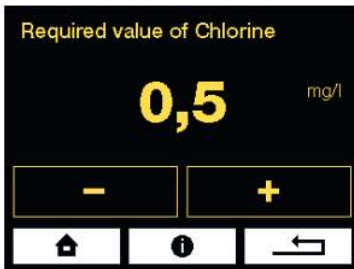 Required value of Chlorine
0,5 mg/l
− +